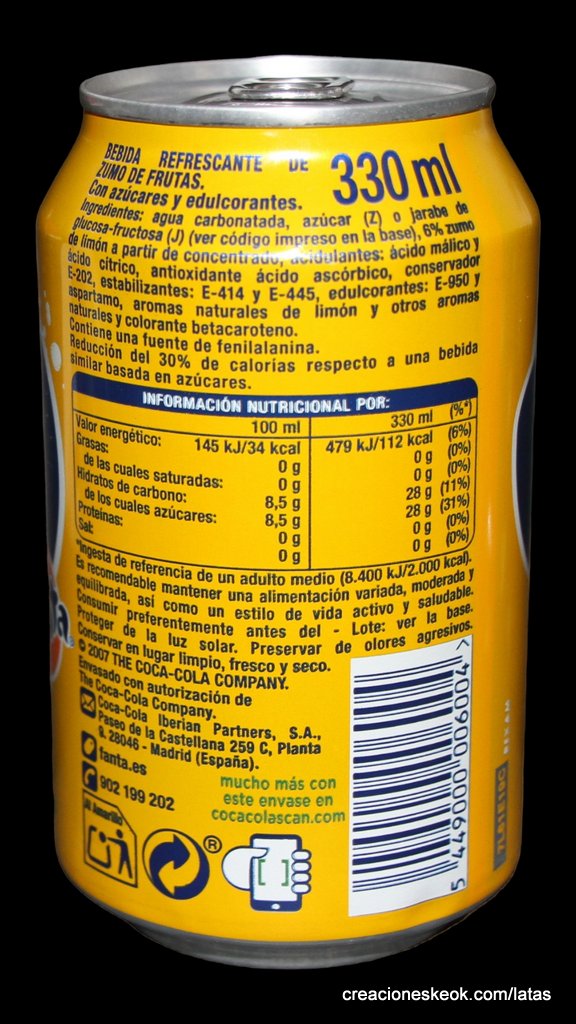 BEBIDA REFRESCANTE DE
ZUMO DE FRUTAS.
Con azúcares y edulcorantes.
330 ml
Ingredientes: agua carbonatada, azúcar (Z) o jarabe de
glucosa-fructosa (J) (ver código impreso en la base), 6% zumo
de limón a partir de concentrado, acidulantes: ácido málico y
ácido cítrico, antioxidante ácido ascórbico, conservador
E-202, estabilizantes: E-414 y E-445, edulcorantes: E-950 y
aspartamo, aromas naturales de limón y otros aromas
naturales y colorante betacaroteno.
Contiene una fuente de fenilalanina.
Reducción del 30% de calorías respecto a una bebida
similar basada en azúcares.
INFORMACIÓN NUTRICIONAL POR:
100 ml 330 ml (%*)
Valor energético: 145 kJ/34 kcal 479 kJ/112 kcal (6%)
Grasas: 0 g 0 g (0%)
de las cuales saturadas: 0 g 0 g (0%)
Hidratos de carbono: 8,5 g 28 g (11%)
de los cuales azúcares: 8,5 g 28 g (31%)
Proteínas: 0 g 0 g (0%)
Sal: 0 g 0 g (0%)
*Ingesta de referencia de un adulto medio (8.400 kJ/2.000 kcal).
Es recomendable mantener una alimentación variada, moderada y
equilibrada, así como un estilo de vida activo y saludable.
Consumir preferentemente antes del - Lote: ver la base.
Proteger de la luz solar. Preservar de olores agresivos.
Conservar en lugar limpio, fresco y seco.
© 2007 THE COCA-COLA COMPANY.
Envasado con autorización de
The Coca-Cola Company.
Coca-Cola Iberian Partners, S.A.,
Paseo de la Castellana 259 C, Planta
9, 28046 - Madrid (España).
fanta.es
902 199 202
mucho más con
este envase en
cocacolascan.com
Al Amarillo
®
5 449000 006004 >
REXAM
creacioneskeok.com/latas